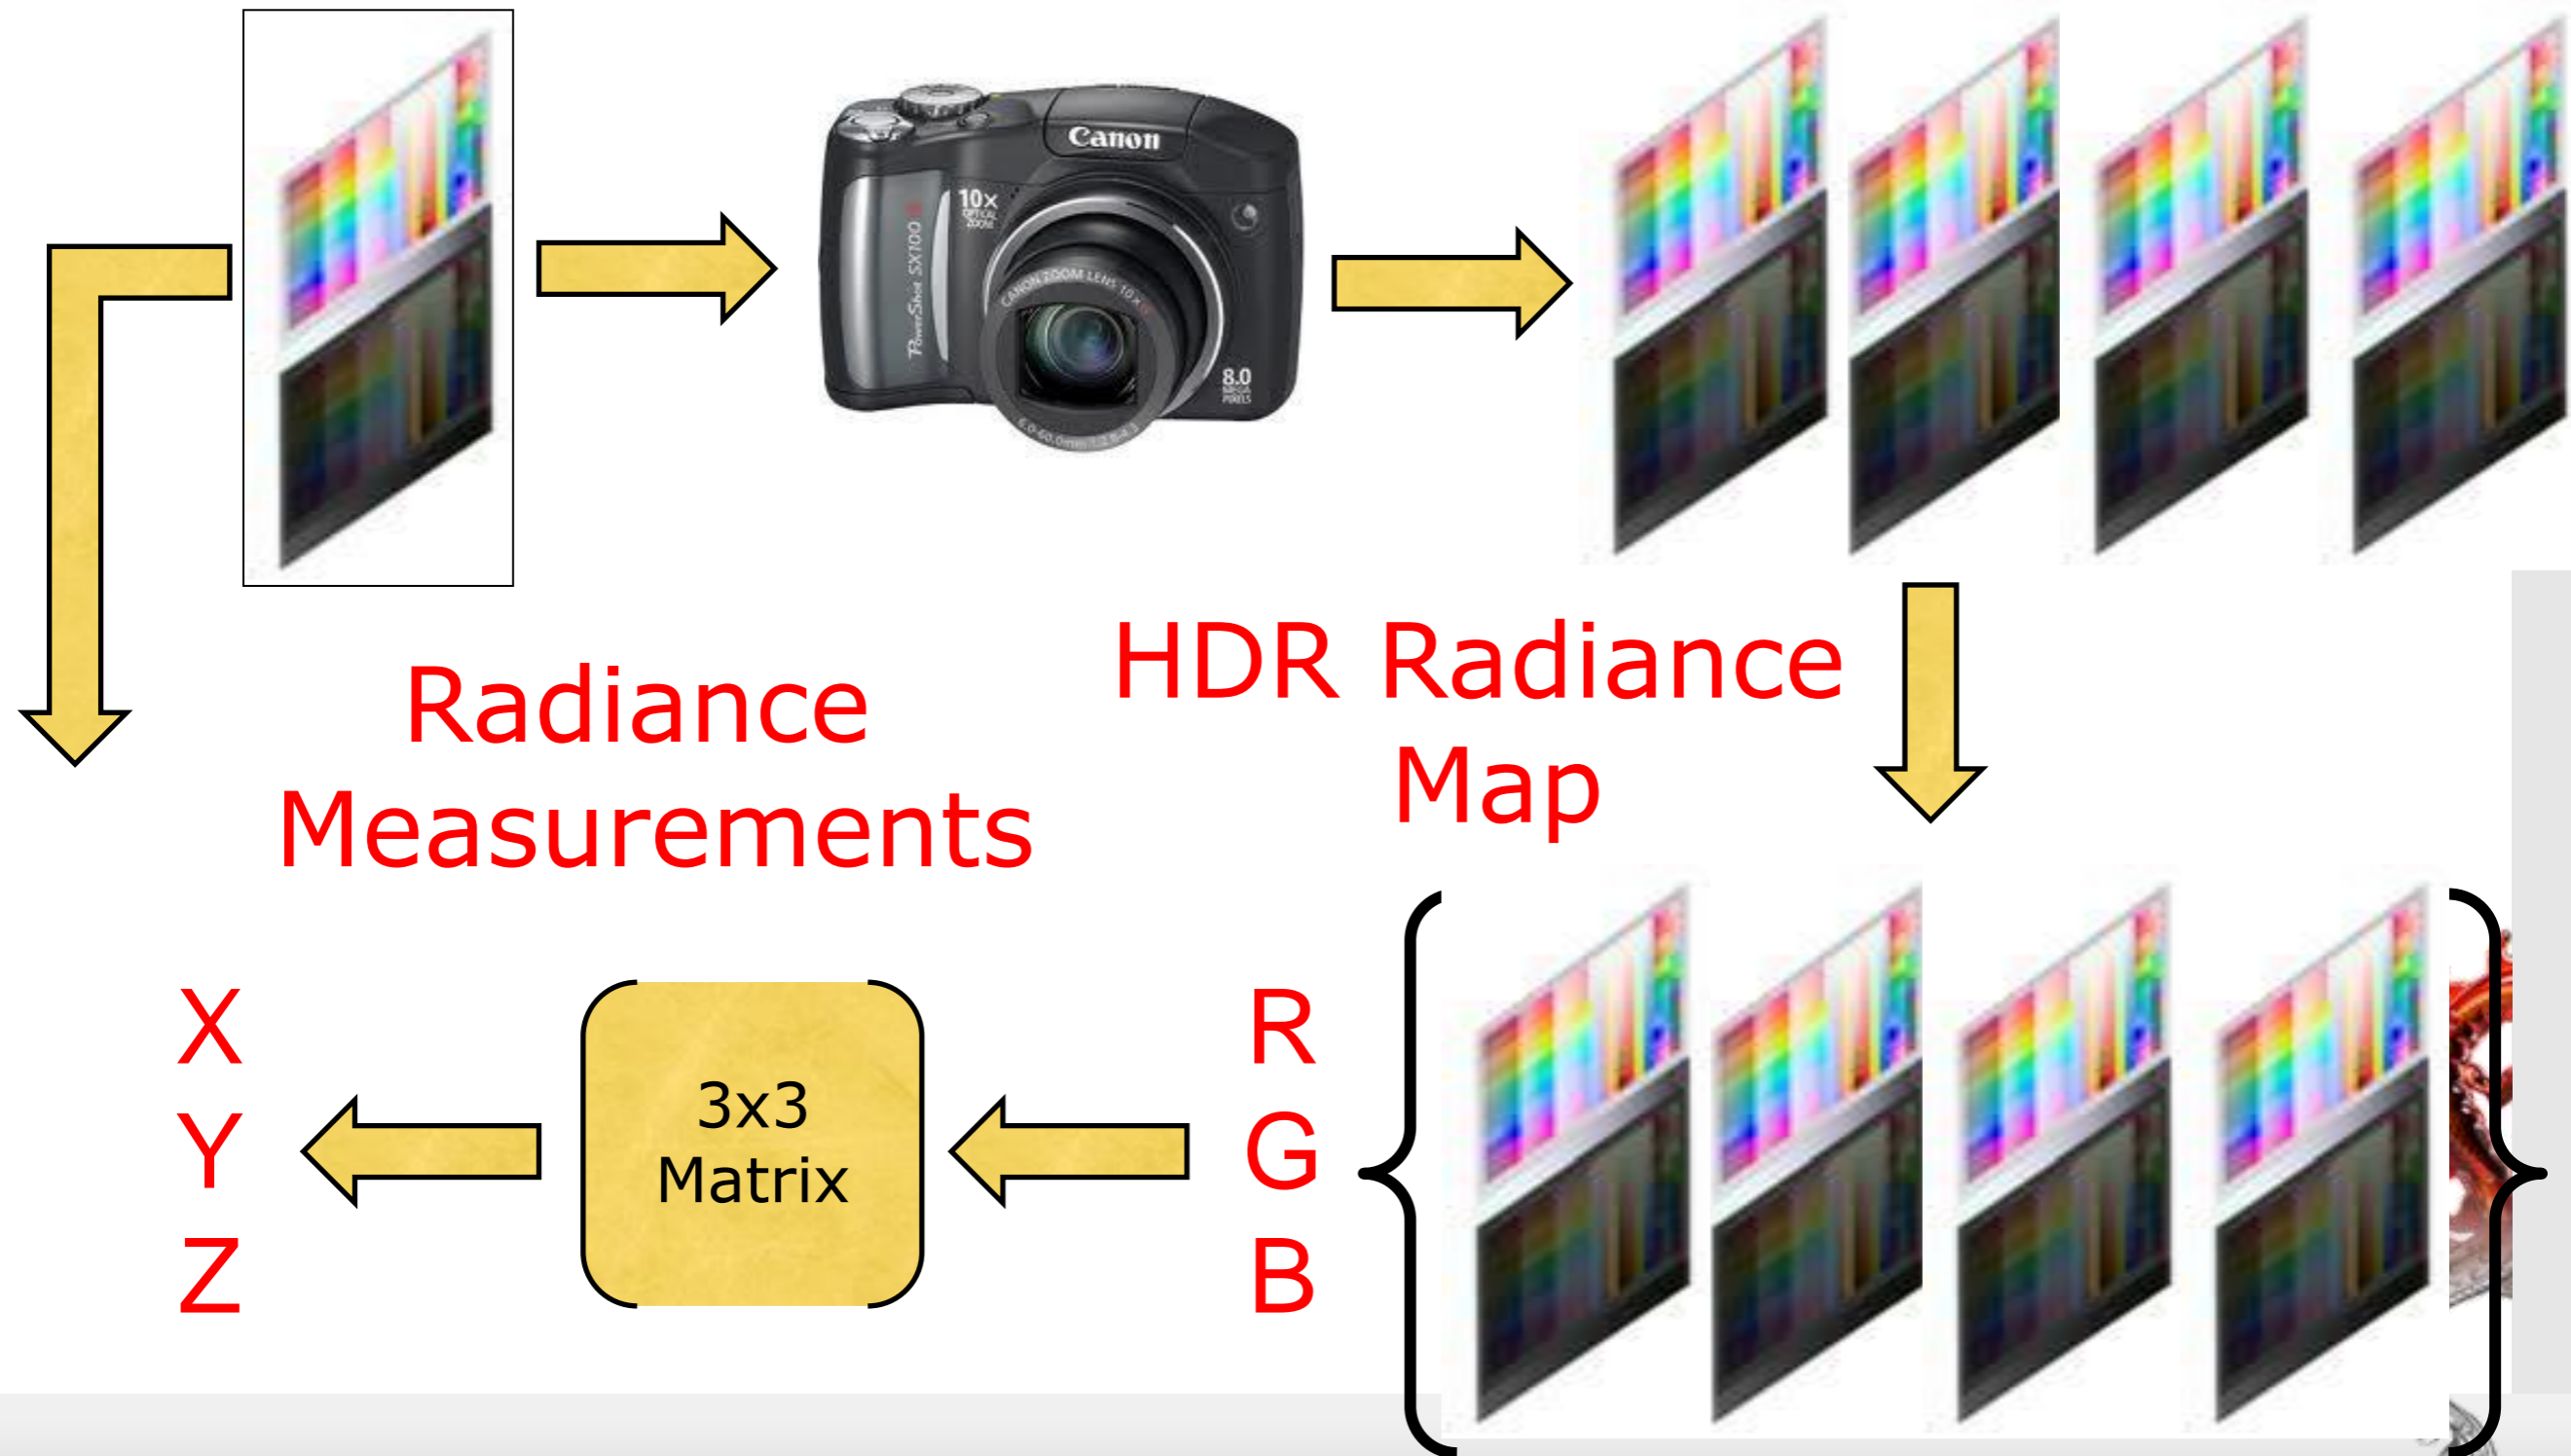 Canon
10x
OPTICAL
ZOOM
PowerShot SX100
CANON ZOOM LENS 10x
8.0
MEGA
PIXELS
HDR Radiance
Map
Radiance
Measurements
X
Y
Z
3x3
Matrix
R
G
B